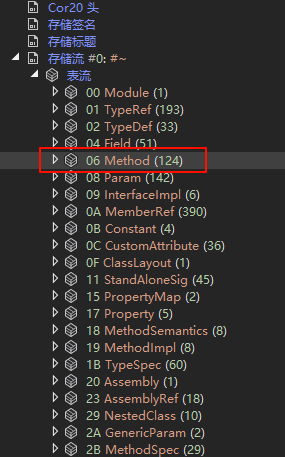 Cor20 头
存储签名
存储标题
存储流 #0: #~
表流
00 Module (1)
01 TypeRef (193)
02 TypeDef (33)
04 Field (51)
06 Method (124)
08 Param (142)
09 InterfaceImpl (6)
0A MemberRef (390)
0B Constant (4)
0C CustomAttribute (36)
0F ClassLayout (1)
11 StandAloneSig (45)
15 PropertyMap (2)
17 Property (5)
18 MethodSemantics (8)
19 MethodImpl (8)
1B TypeSpec (60)
20 Assembly (1)
23 AssemblyRef (18)
29 NestedClass (10)
2A GenericParam (2)
2B MethodSpec (29)